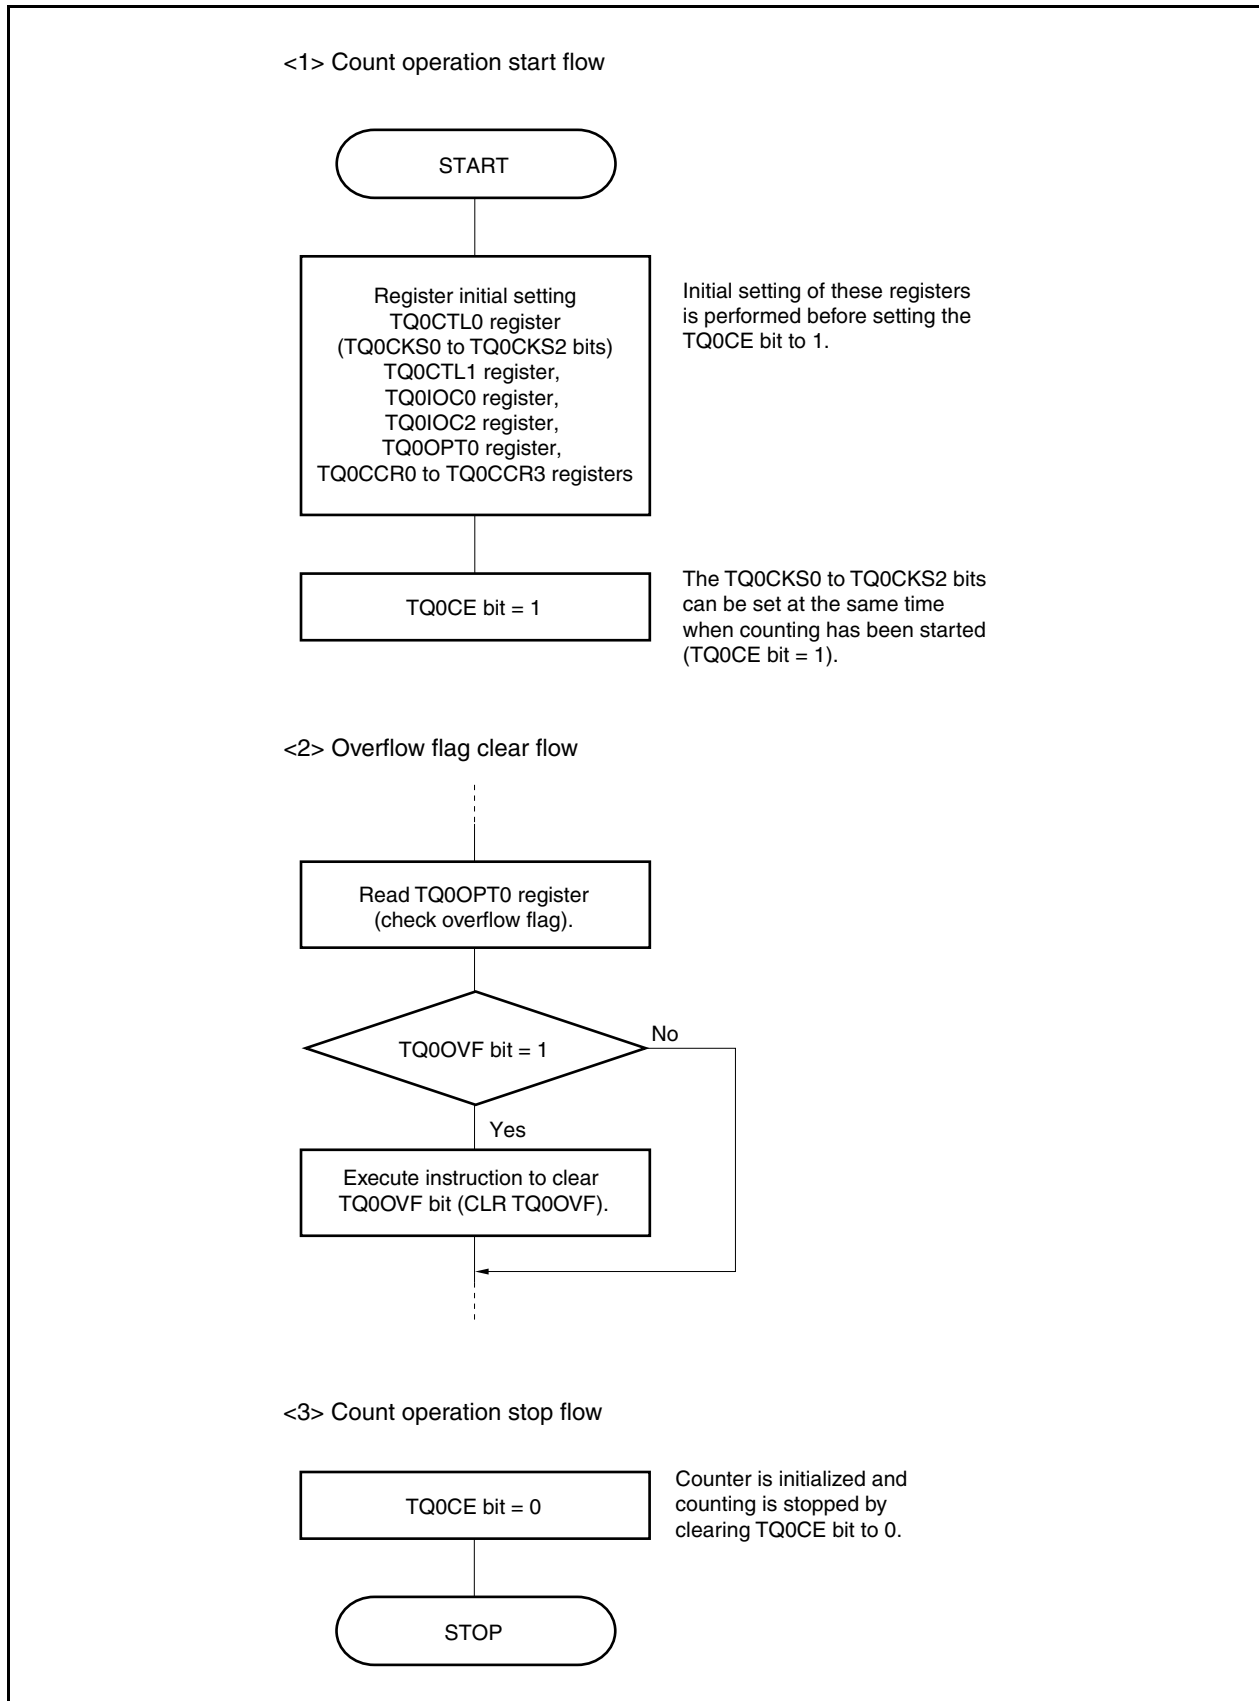 <1> Count operation start flow
START
Register initial setting
TQ0CTL0 register
(TQ0CKS0 to TQ0CKS2 bits)
TQ0CTL1 register,
TQ0IOC0 register,
TQ0IOC2 register,
TQ0OPT0 register,
TQ0CCR0 to TQ0CCR3 registers
Initial setting of these registers
is performed before setting the
TQ0CE bit to 1.
TQ0CE bit = 1
The TQ0CKS0 to TQ0CKS2 bits
can be set at the same time
when counting has been started
(TQ0CE bit = 1).
<2> Overflow flag clear flow
Read TQ0OPT0 register
(check overflow flag).
TQ0OVF bit = 1
No
Yes
Execute instruction to clear
TQ0OVF bit (CLR TQ0OVF).
<3> Count operation stop flow
TQ0CE bit = 0
Counter is initialized and
counting is stopped by
clearing TQ0CE bit to 0.
STOP